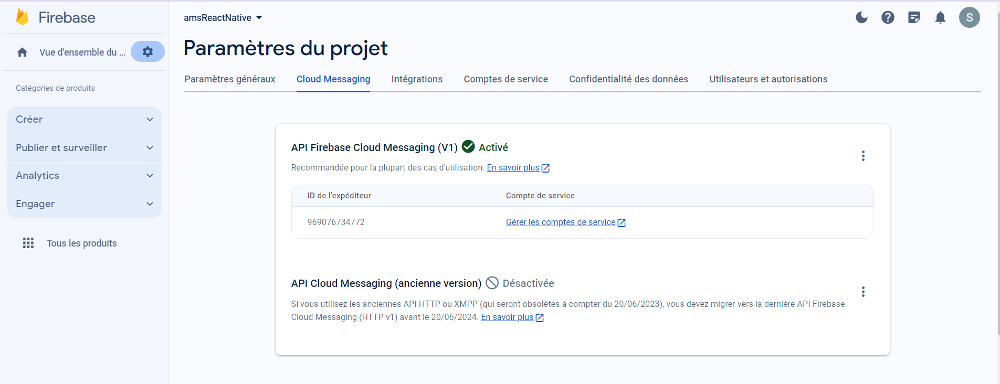 Firebase
amsReactNative
S
Vue d'ensemble du ...
Paramètres du projet
Paramètres généraux Cloud Messaging Intégrations Comptes de service Confidentialité des données Utilisateurs et autorisations
Catégories de produits
Créer
Publier et surveiller
Analytics
Engager
Tous les produits
API Firebase Cloud Messaging (V1) Activé
Recommandée pour la plupart des cas d'utilisation. En savoir plus
ID de l'expéditeur Compte de service
969076734772 Gérer les comptes de service
API Cloud Messaging (ancienne version) Désactivée
Si vous utilisez les anciennes API HTTP ou XMPP (qui seront obsolètes à compter du 20/06/2023), vous devez migrer vers la dernière API Firebase
Cloud Messaging (HTTP v1) avant le 20/06/2024. En savoir plus